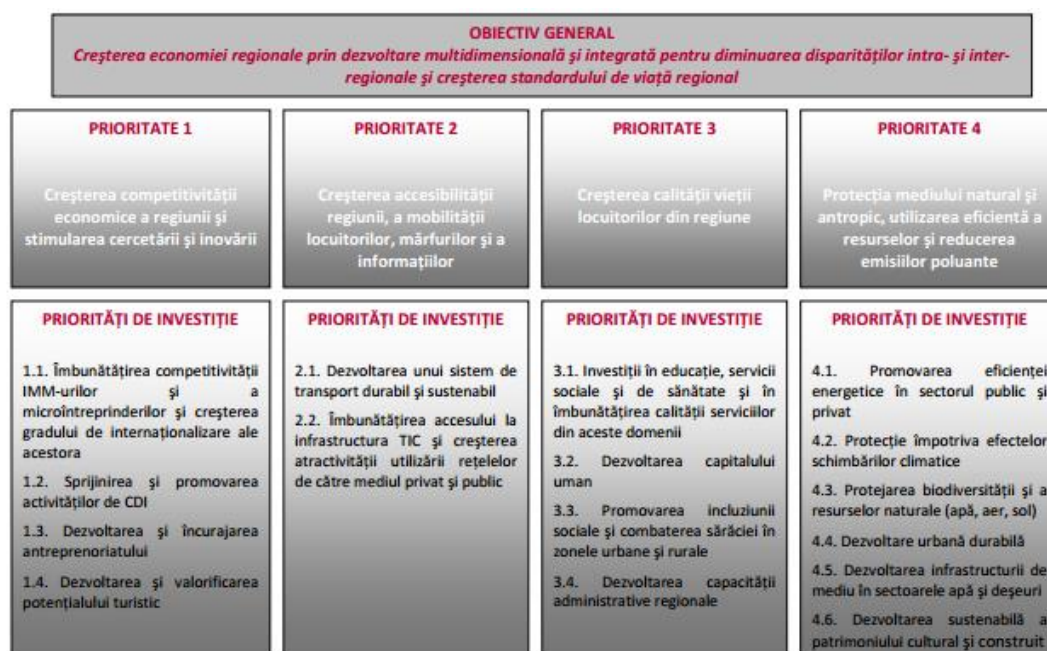 OBIECTIV GENERAL
Creşterea economiei regionale prin dezvoltare multidimensională şi integrată pentru diminuarea disparităţilor intra- şi inter-
regionale şi creşterea standardului de viaţă regional
PRIORITATE 1
Creşterea competitivităţii
economice a regiunii şi
stimularea cercetării şi inovării
PRIORITATE 2
Creşterea accesibilităţii
regiunii, a mobilităţii
locuitorilor, mărfurilor şi a
informaţiilor
PRIORITATE 3
Creşterea calităţii vieţii
locuitorilor din regiune
PRIORITATE 4
Protecţia mediului natural şi
antropic, utilizarea eficientă a
resurselor şi reducerea
emisiilor poluante
PRIORITĂŢI DE INVESTIŢIE
1.1. Îmbunătăţirea competitivităţii
IMM-urilor şi a
microîntreprinderilor şi creşterea
gradului de internaţionalizare ale
acestora
1.2. Sprijinirea şi promovarea
activităţilor de CDI
1.3. Dezvoltarea şi încurajarea
antreprenoriatului
1.4. Dezvoltarea şi valorificarea
potenţialului turistic
PRIORITĂŢI DE INVESTIŢIE
2.1. Dezvoltarea unui sistem de
transport durabil şi sustenabil
2.2. Îmbunătăţirea accesului la
infrastructura TIC şi creşterea
atractivităţii utilizării reţelelor
de către mediul privat şi public
PRIORITĂŢI DE INVESTIŢIE
3.1. Investiţii în educaţie, servicii
sociale şi de sănătate şi în
îmbunătăţirea calităţii serviciilor
din aceste domenii
3.2. Dezvoltarea capitalului
uman
3.3. Promovarea incluziunii
sociale şi combaterea sărăciei în
zonele urbane şi rurale
3.4. Dezvoltarea capacităţii
administrative regionale
PRIORITĂŢI DE INVESTIŢIE
4.1. Promovarea eficienţei
energetice în sectorul public şi
privat
4.2. Protecţie împotriva efectelor
schimbărilor climatice
4.3. Protejarea biodiversităţii şi a
resurselor naturale (apă, aer, sol)
4.4. Dezvoltare urbană durabilă
4.5. Dezvoltarea infrastructurii de
mediu în sectoarele apă şi deşeuri
4.6. Dezvoltarea sustenabilă a
patrimoniului cultural şi construit